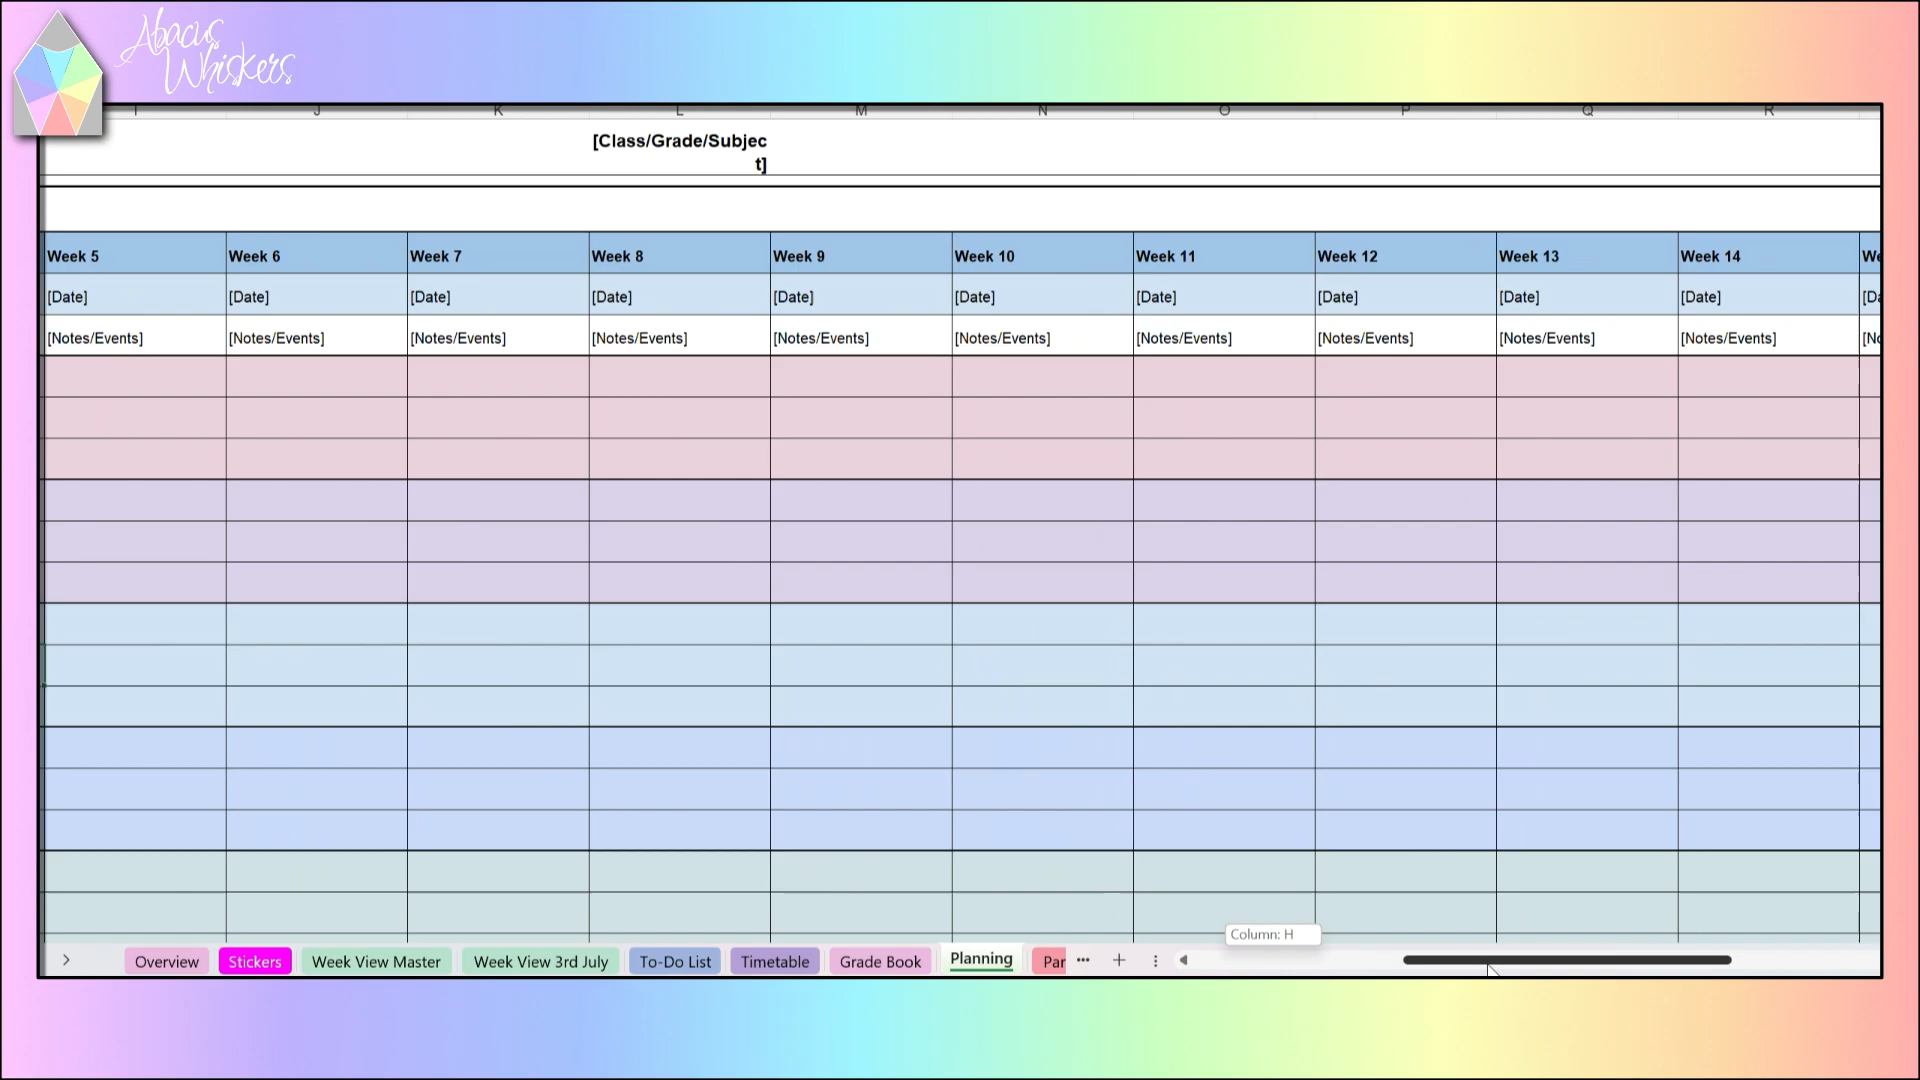 Abacus
Whiskers
I J K L M N O P Q R
[Class/Grade/Subjec
t]
Week 5 Week 6 Week 7 Week 8 Week 9 Week 10 Week 11 Week 12 Week 13 Week 14
[Date] [Date] [Date] [Date] [Date] [Date] [Date] [Date] [Date] [Date]
[Notes/Events] [Notes/Events] [Notes/Events] [Notes/Events] [Notes/Events] [Notes/Events] [Notes/Events] [Notes/Events] [Notes/Events] [Notes/Events]
Column: H
Overview Stickers Week View Master Week View 3rd July To-Do List Timetable Grade Book Planning Par